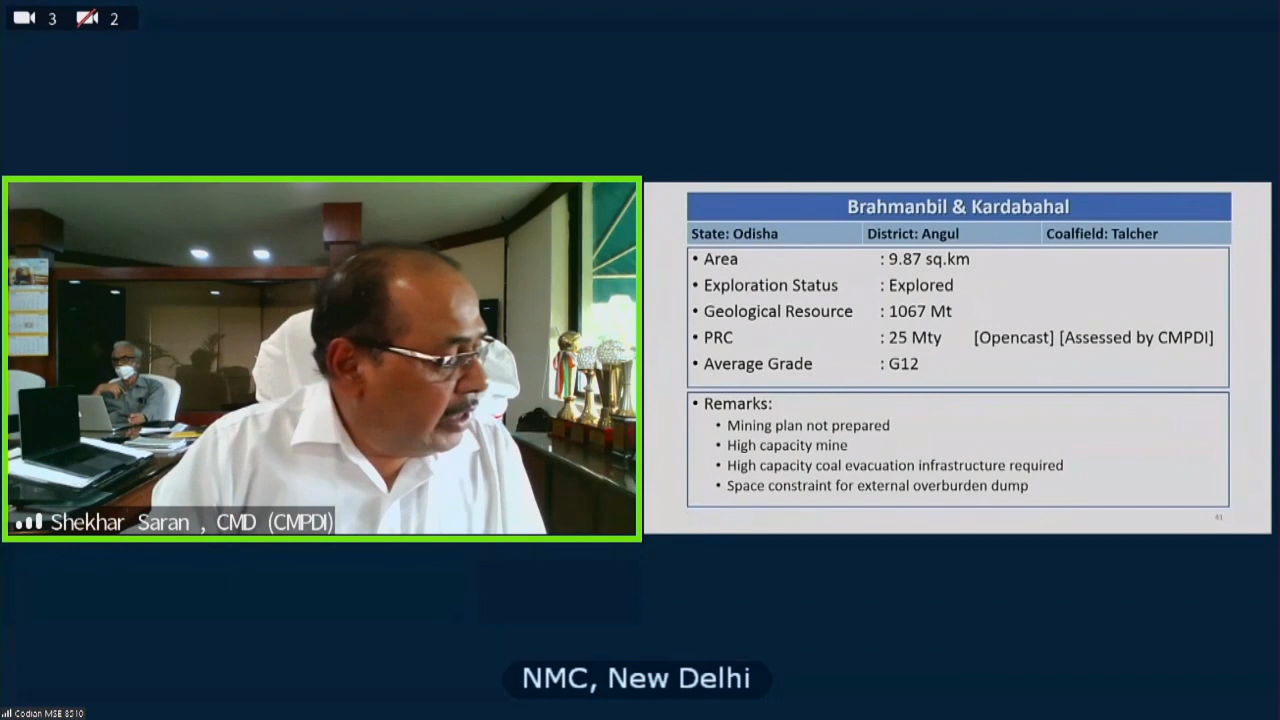 3 2
Shekhar Saran , CMD (CMPDI)
Brahmanbil & Kardabahal
State: Odisha District: Angul Coalfield: Talcher
• Area : 9.87 sq.km
• Exploration Status : Explored
• Geological Resource : 1067 Mt
• PRC : 25 Mty [Opencast] [Assessed by CMPDI]
• Average Grade : G12
• Remarks:
• Mining plan not prepared
• High capacity mine
• High capacity coal evacuation infrastructure required
• Space constraint for external overburden dump
41
NMC, New Delhi
Codian MSE 8510